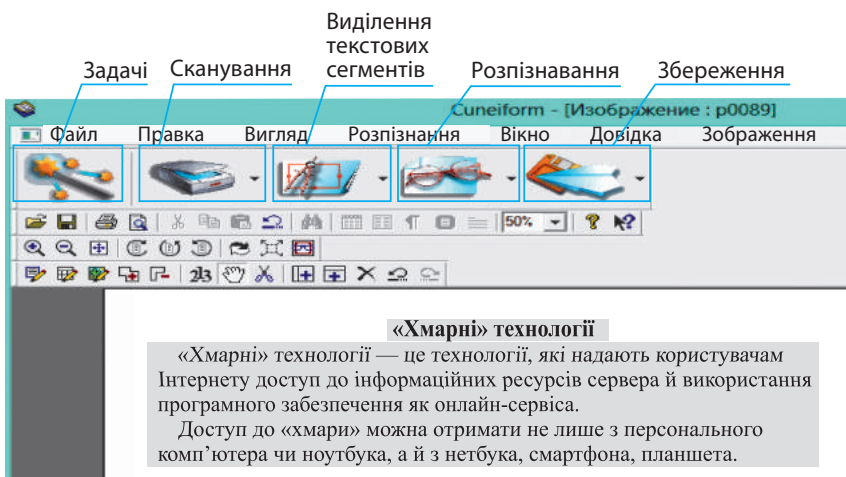 Виділення
текстових
сегментів
Задачі Сканування Розпізнавання Збереження
Cuneiform - [Изображение : p0089]
Файл Правка Вигляд Розпізнання Вікно Довідка Зображення
50%
«Хмарні» технології
«Хмарні» технології — це технології, які надають користувачам
Інтернету доступ до інформаційних ресурсів сервера й використання
програмного забезпечення як онлайн-сервіса.
Доступ до «хмари» можна отримати не лише з персонального
комп’ютера чи ноутбука, а й з нетбука, смартфона, планшета.